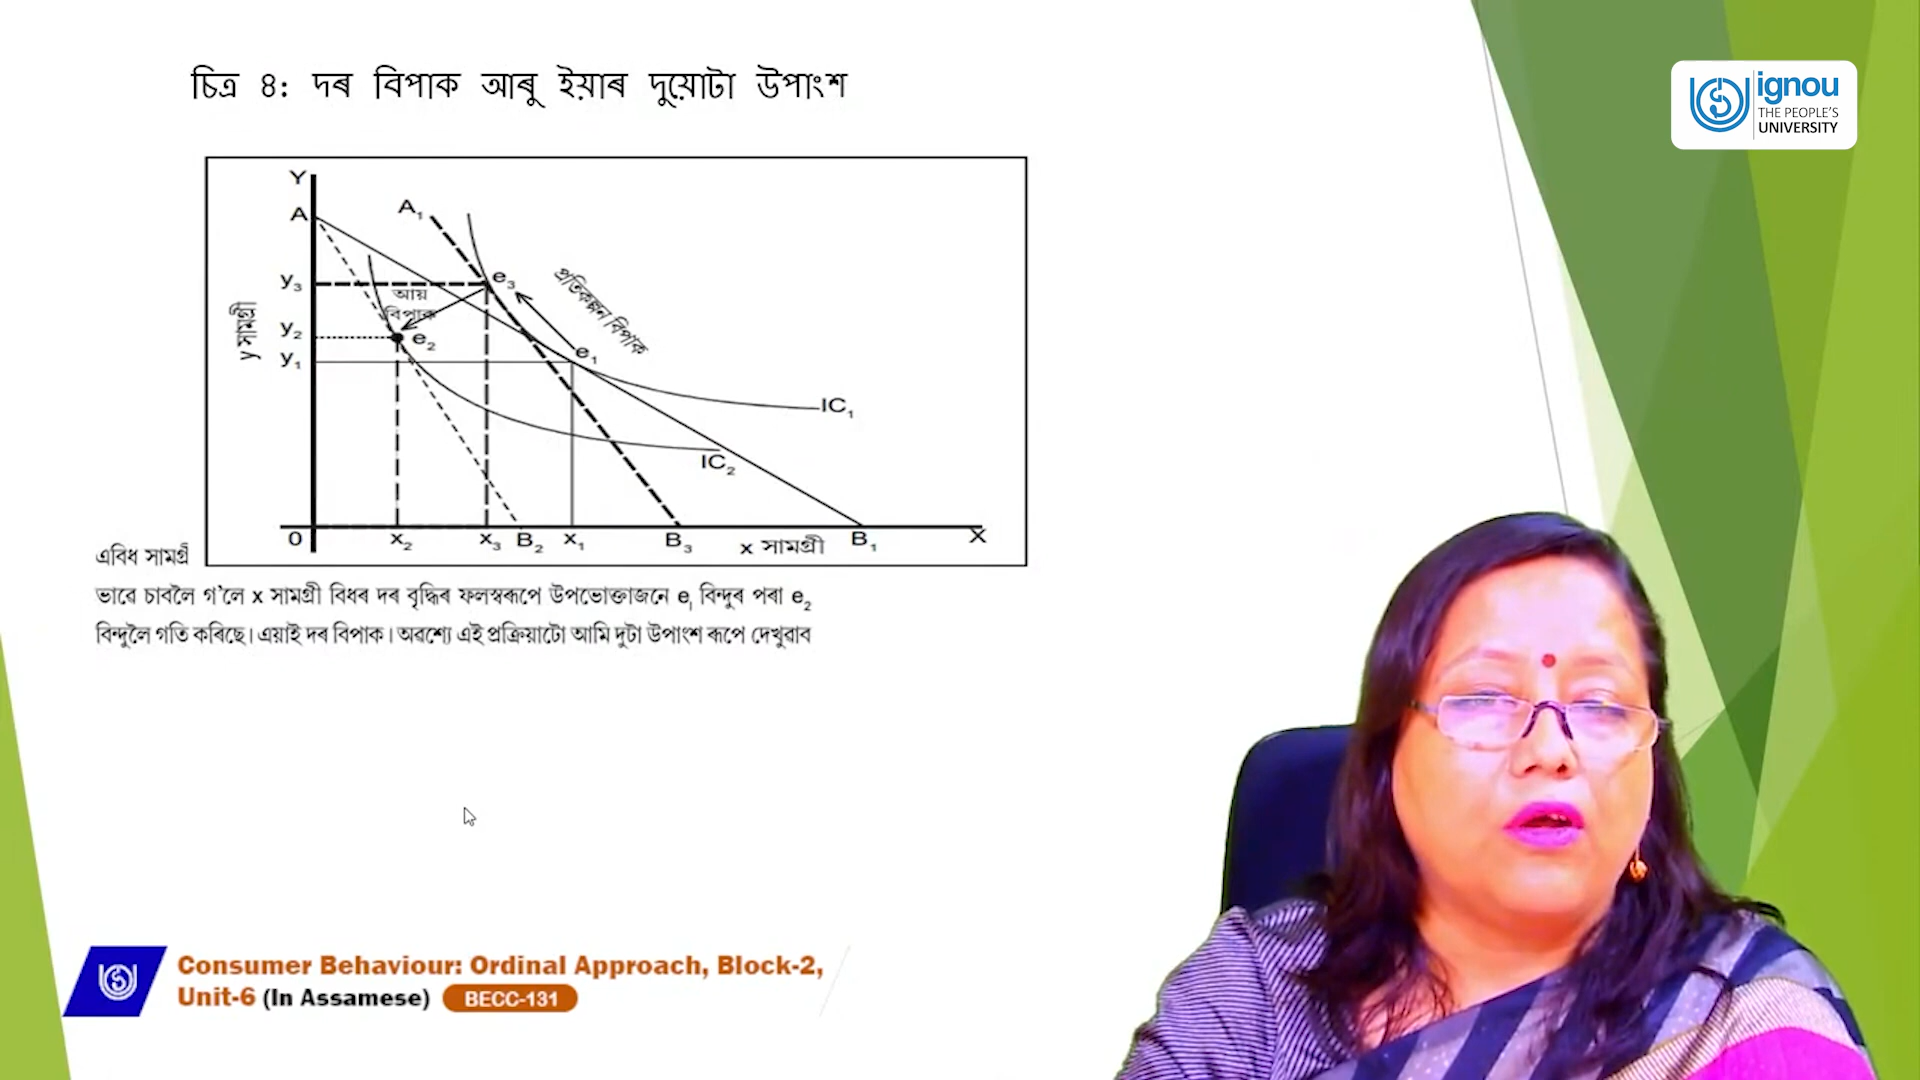 চিত্ৰ ৪: দৰ বিপাক আৰু ইয়াৰ দুয়োটা উপাংশ
ignou
THE PEOPLE'S
UNIVERSITY
Y
A
A₁
y₃
e₃
প্ৰতিকল্পন বিপাক
আয়
বিপাক
y সামগ্ৰী
y₂
e₂
y₁
e₁
IC₁
IC₂
0
x₂
x₃
B₂
x₁
B₃
x সামগ্ৰী
B₁
X
এবিধ সামগ্ৰী
ভাৱে চাবলৈ গ'লে x সামগ্ৰী বিধৰ দৰ বৃদ্ধিৰ ফলস্বৰূপে উপভোক্তাজনে e₁ বিন্দুৰ পৰা e₂
বিন্দুলৈ গতি কৰিছে। এয়াই দৰ বিপাক। অৱশ্যে এই প্ৰক্ৰিয়াটো আমি দুটা উপাংশ ৰূপে দেখুৱাব
Consumer Behaviour: Ordinal Approach, Block-2,
Unit-6 (In Assamese) BECC-131